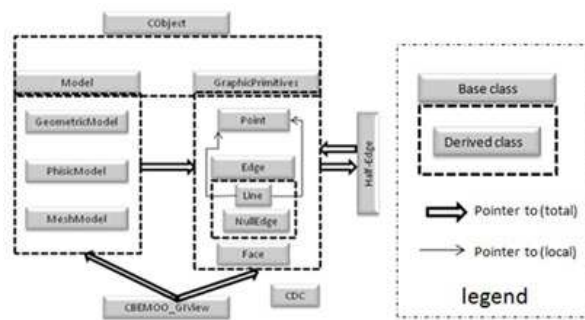 CObject
Model
GraphicPrimitives
GeometricModel
PhisicModel
MeshModel
Point
Edge
Line
NullEdge
Face
Half-Edge
CBEMOO_GIView
CDC
Base class
Derived class
Pointer to (total)
Pointer to (local)
legend